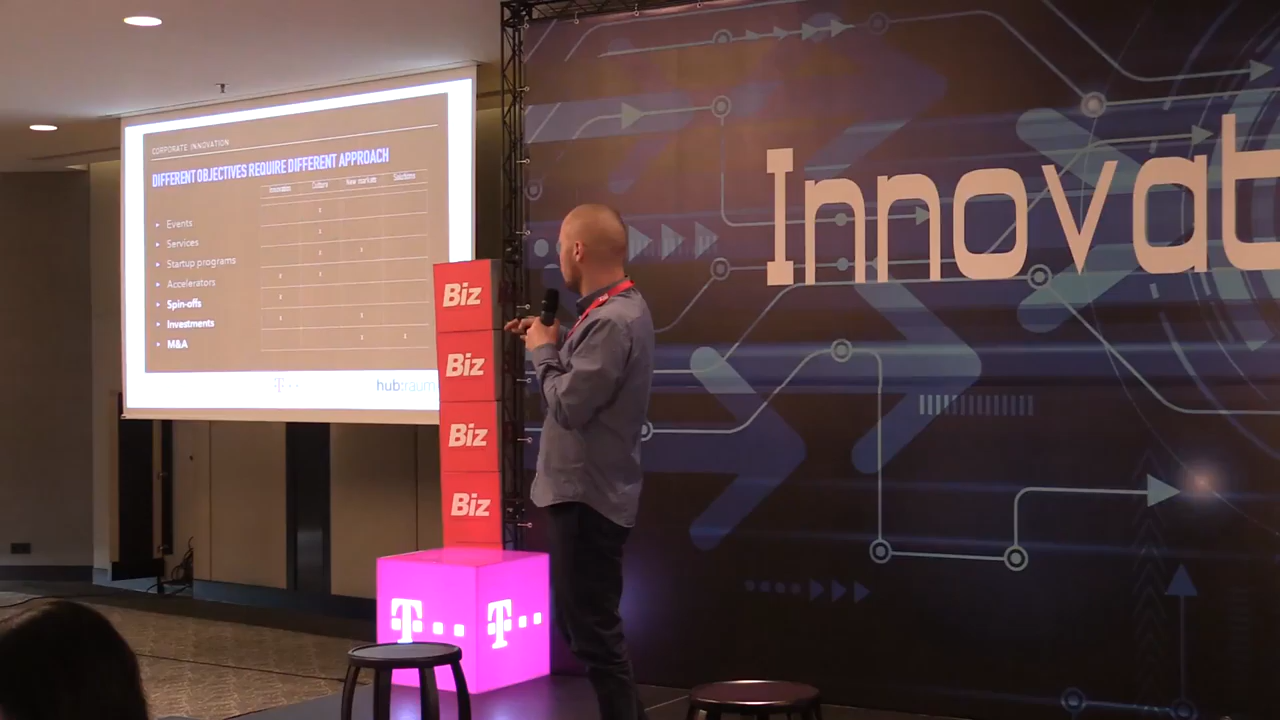 CORPORATE INNOVATION
DIFFERENT OBJECTIVES REQUIRE DIFFERENT APPROACH
Innovation Culture New markets Solutions
▸ Events
▸ Services
▸ Startup programs
▸ Accelerators
▸ Spin-offs
▸ Investments
▸ M&A
T
hub:raum
Biz
Biz
Biz
Biz
T
T
Innovat